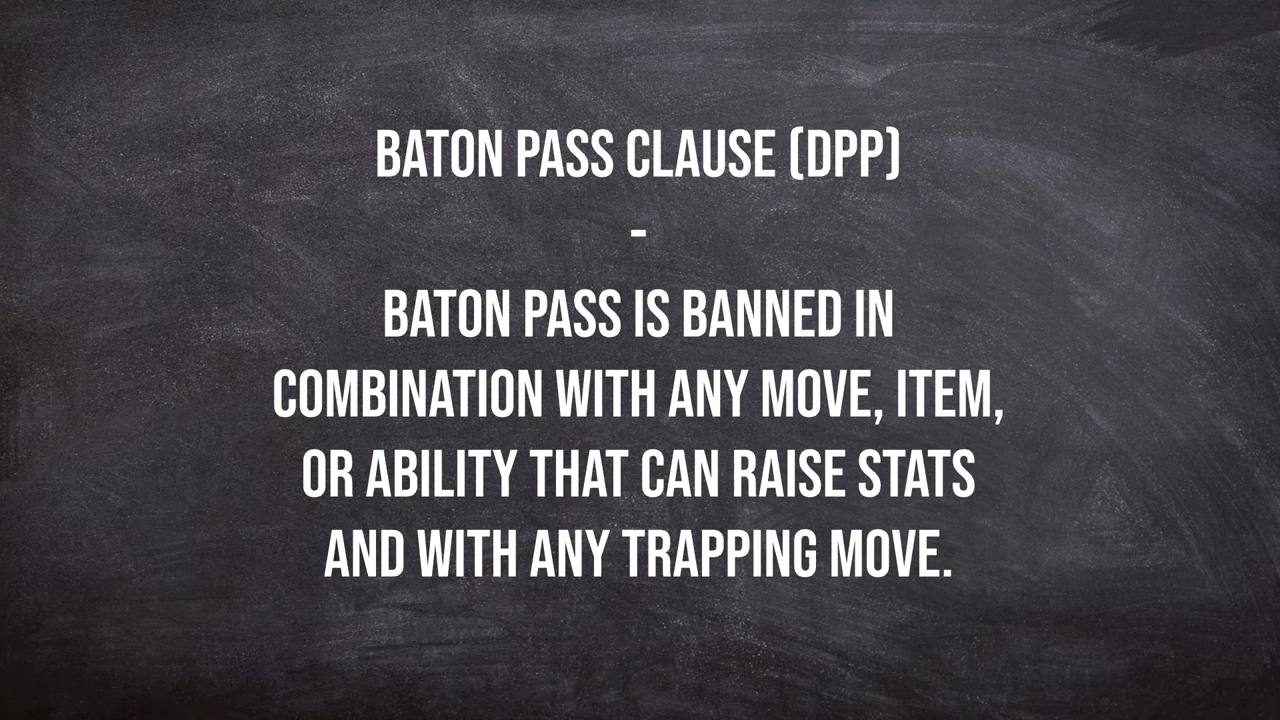 BATON PASS CLAUSE (DPP)
-
BATON PASS IS BANNED IN
COMBINATION WITH ANY MOVE, ITEM,
OR ABILITY THAT CAN RAISE STATS
AND WITH ANY TRAPPING MOVE.